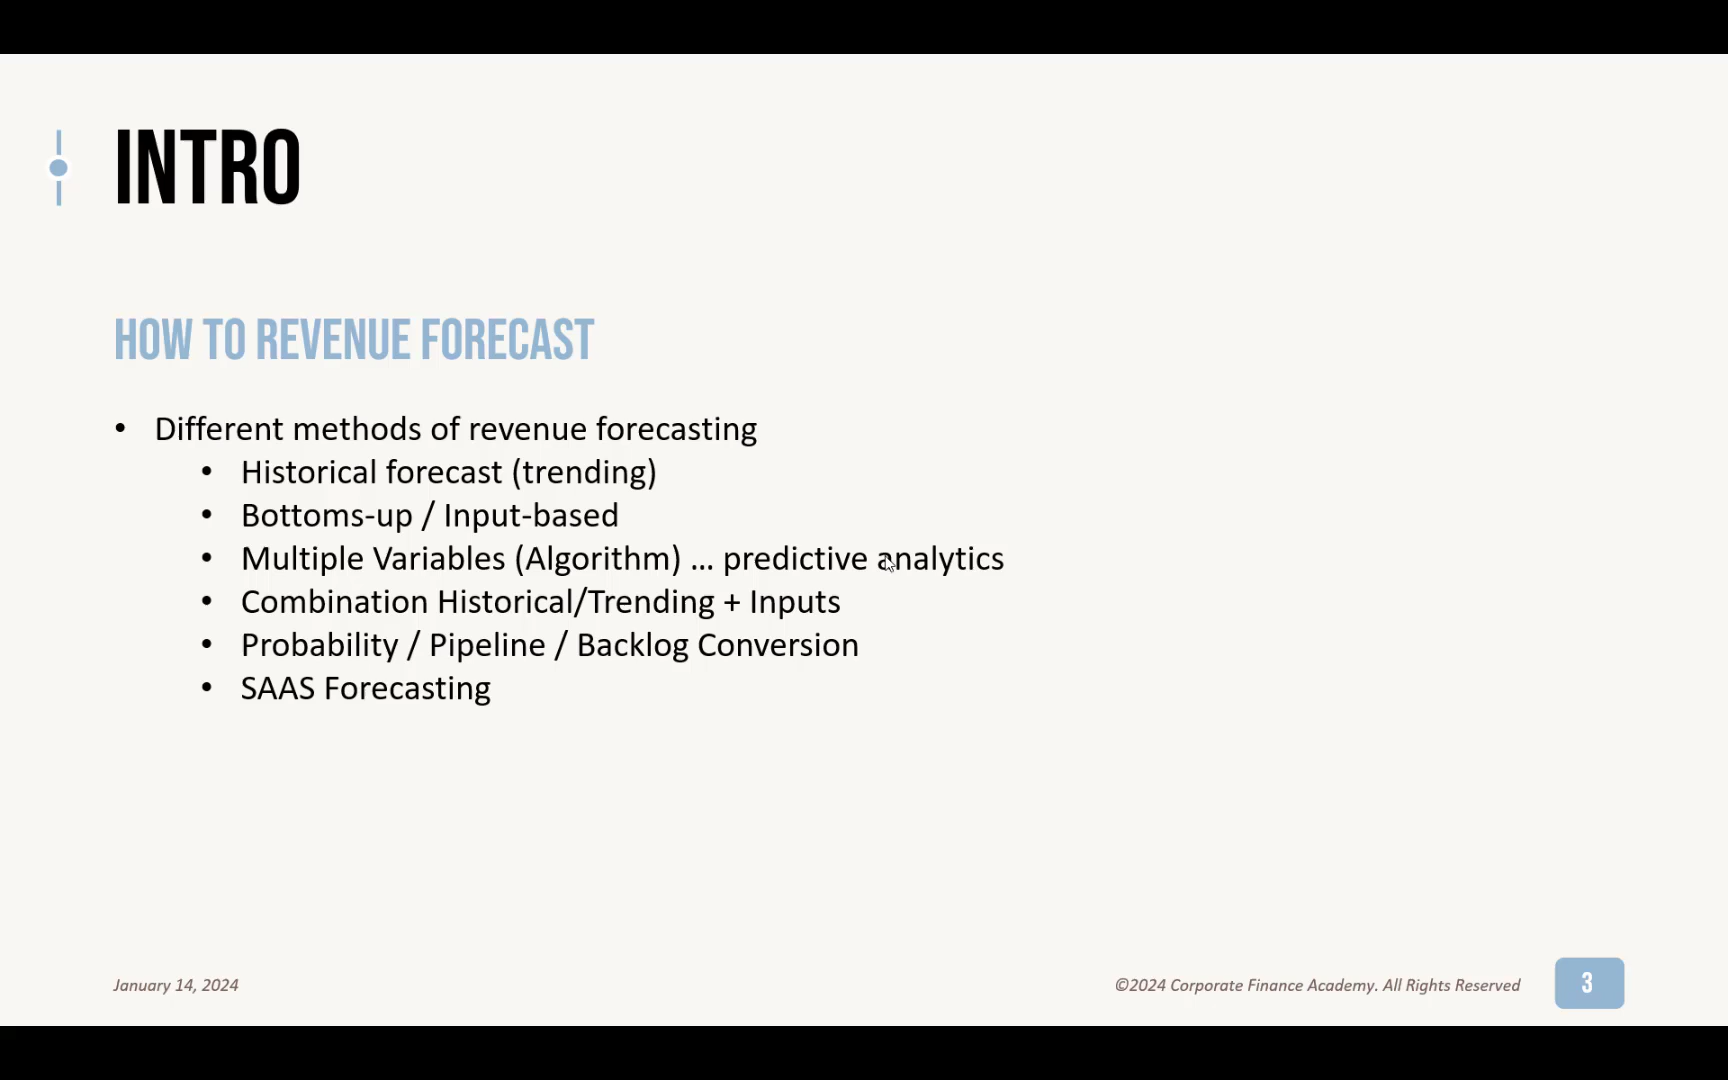 INTRO
HOW TO REVENUE FORECAST
• Different methods of revenue forecasting
• Historical forecast (trending)
• Bottoms-up / Input-based
• Multiple Variables (Algorithm) ... predictive analytics
• Combination Historical/Trending + Inputs
• Probability / Pipeline / Backlog Conversion
• SAAS Forecasting
January 14, 2024
©2024 Corporate Finance Academy. All Rights Reserved
3